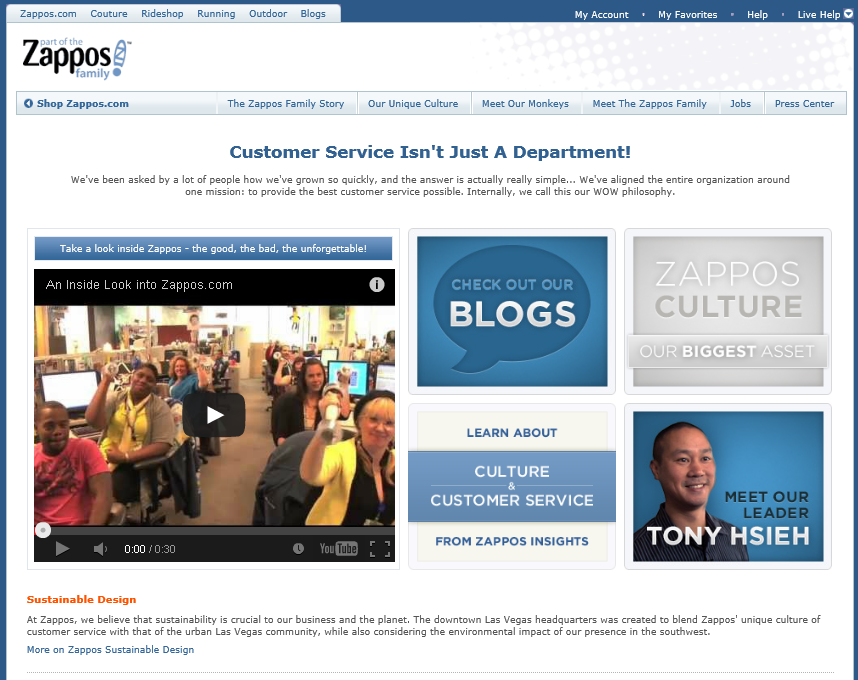 Zappos.com Couture Rideshop Running Outdoor Blogs
My Account My Favorites Help Live Help
part of the
Zappos
family
Shop Zappos.com The Zappos Family Story Our Unique Culture Meet Our Monkeys Meet The Zappos Family Jobs Press Center
Customer Service Isn't Just A Department!
We've been asked by a lot of people how we've grown so quickly, and the answer is actually really simple... We've aligned the entire organization around
one mission: to provide the best customer service possible. Internally, we call this our WOW philosophy.
Take a look inside Zappos - the good, the bad, the unforgettable!
An Inside Look into Zappos.com
0:00 / 0:30
YouTube
CHECK OUT OUR
BLOGS
ZAPPOS
CULTURE
OUR BIGGEST ASSET
LEARN ABOUT
CULTURE
&
CUSTOMER SERVICE
FROM ZAPPOS INSIGHTS
MEET OUR
LEADER
TONY HSIEH
Sustainable Design
At Zappos, we believe that sustainability is crucial to our business and the planet. The downtown Las Vegas headquarters was created to blend Zappos' unique culture of
customer service with that of the urban Las Vegas community, while also considering the environmental impact of our presence in the southwest.
More on Zappos Sustainable Design